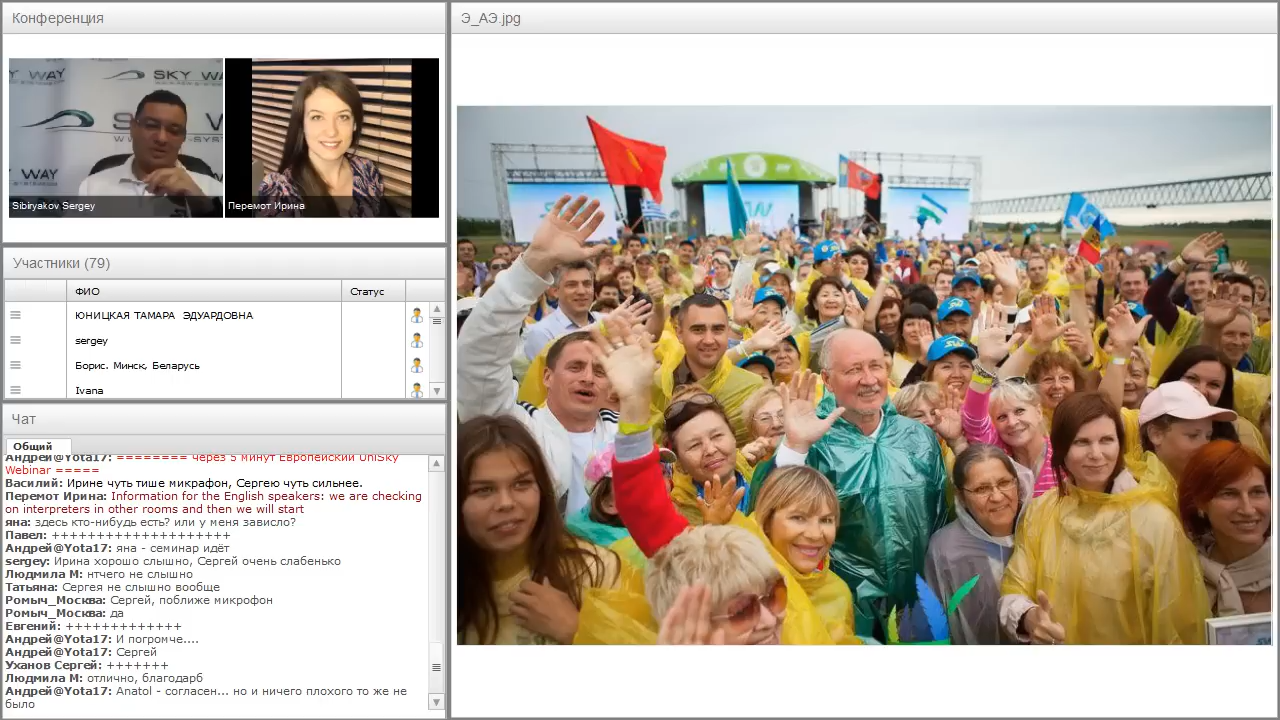 Конференция
SKY WAY
SKY WA
Sibiryakov Sergey
Перемот Ирина
Участники (79)
ФИО
Статус
ЮНИЦКАЯ ТАМАРА ЭДУАРДОВНА
sergey
Борис. Минск, Беларусь
Ivana
Чат
Общий
Андрей@Yota17: ======== через 5 минут Европейский UniSky
Webinar =====
Василий: Ирине чуть тише микрафон, Сергею чуть сильнее.
Перемот Ирина: Information for the English speakers: we are checking
on interpreters in other rooms and then we will start
яна: здесь кто-нибудь есть? или у меня зависло?
Павел: ++++++++++++++++++++
Андрей@Yota17: яна - семинар идёт
sergey: Ирина хорошо слышно, Сергей очень слабенько
Людмила М: нтчего не слышно
Татьяна: Сергея не слышно вообще
Ромыч_Москва: Сергей, поближе микрофон
Ромыч_Москва: да
Евгений: +++++++++++++
Андрей@Yota17: И погромче....
Андрей@Yota17: Сергей
Уханов Сергей: +++++++
Людмила М: отлично, благодарб
Андрей@Yota17: Anatol - согласен... но и ничего плохого то же не
было
Э_АЭ.jpg
SW